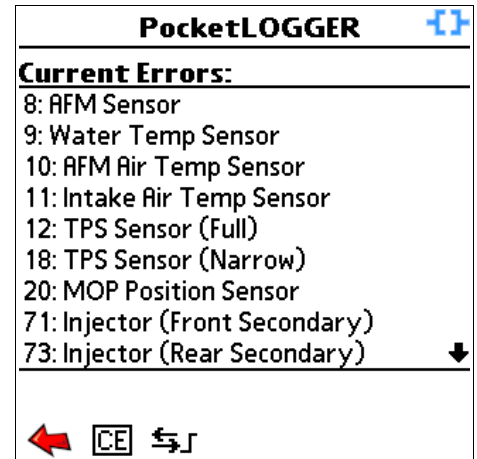 PocketLOGGER
Current Errors:
8: AFM Sensor
9: Water Temp Sensor
10: AFM Air Temp Sensor
11: Intake Air Temp Sensor
12: TPS Sensor (Full)
18: TPS Sensor (Narrow)
20: MOP Position Sensor
71: Injector (Front Secondary)
73: Injector (Rear Secondary)
CE